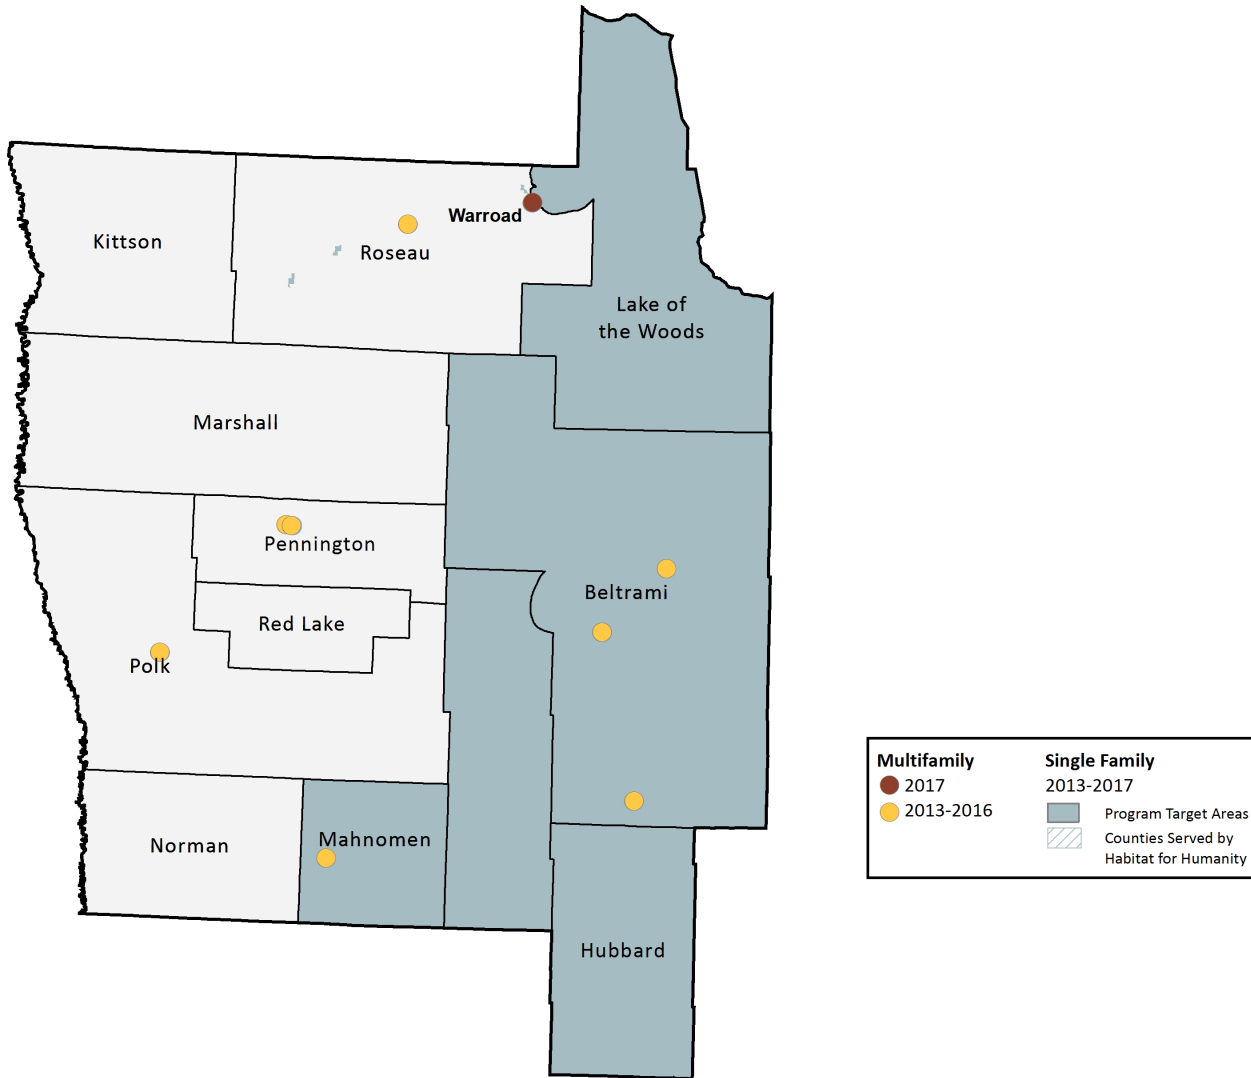 Warroad
Kittson
Roseau
Lake of
the Woods
Marshall
Pennington
Beltrami
Red Lake
Polk
Norman
Mahnomen
Hubbard
Multifamily
2017
2013-2016
Single Family
2013-2017
Program Target Areas
Counties Served by
Habitat for Humanity